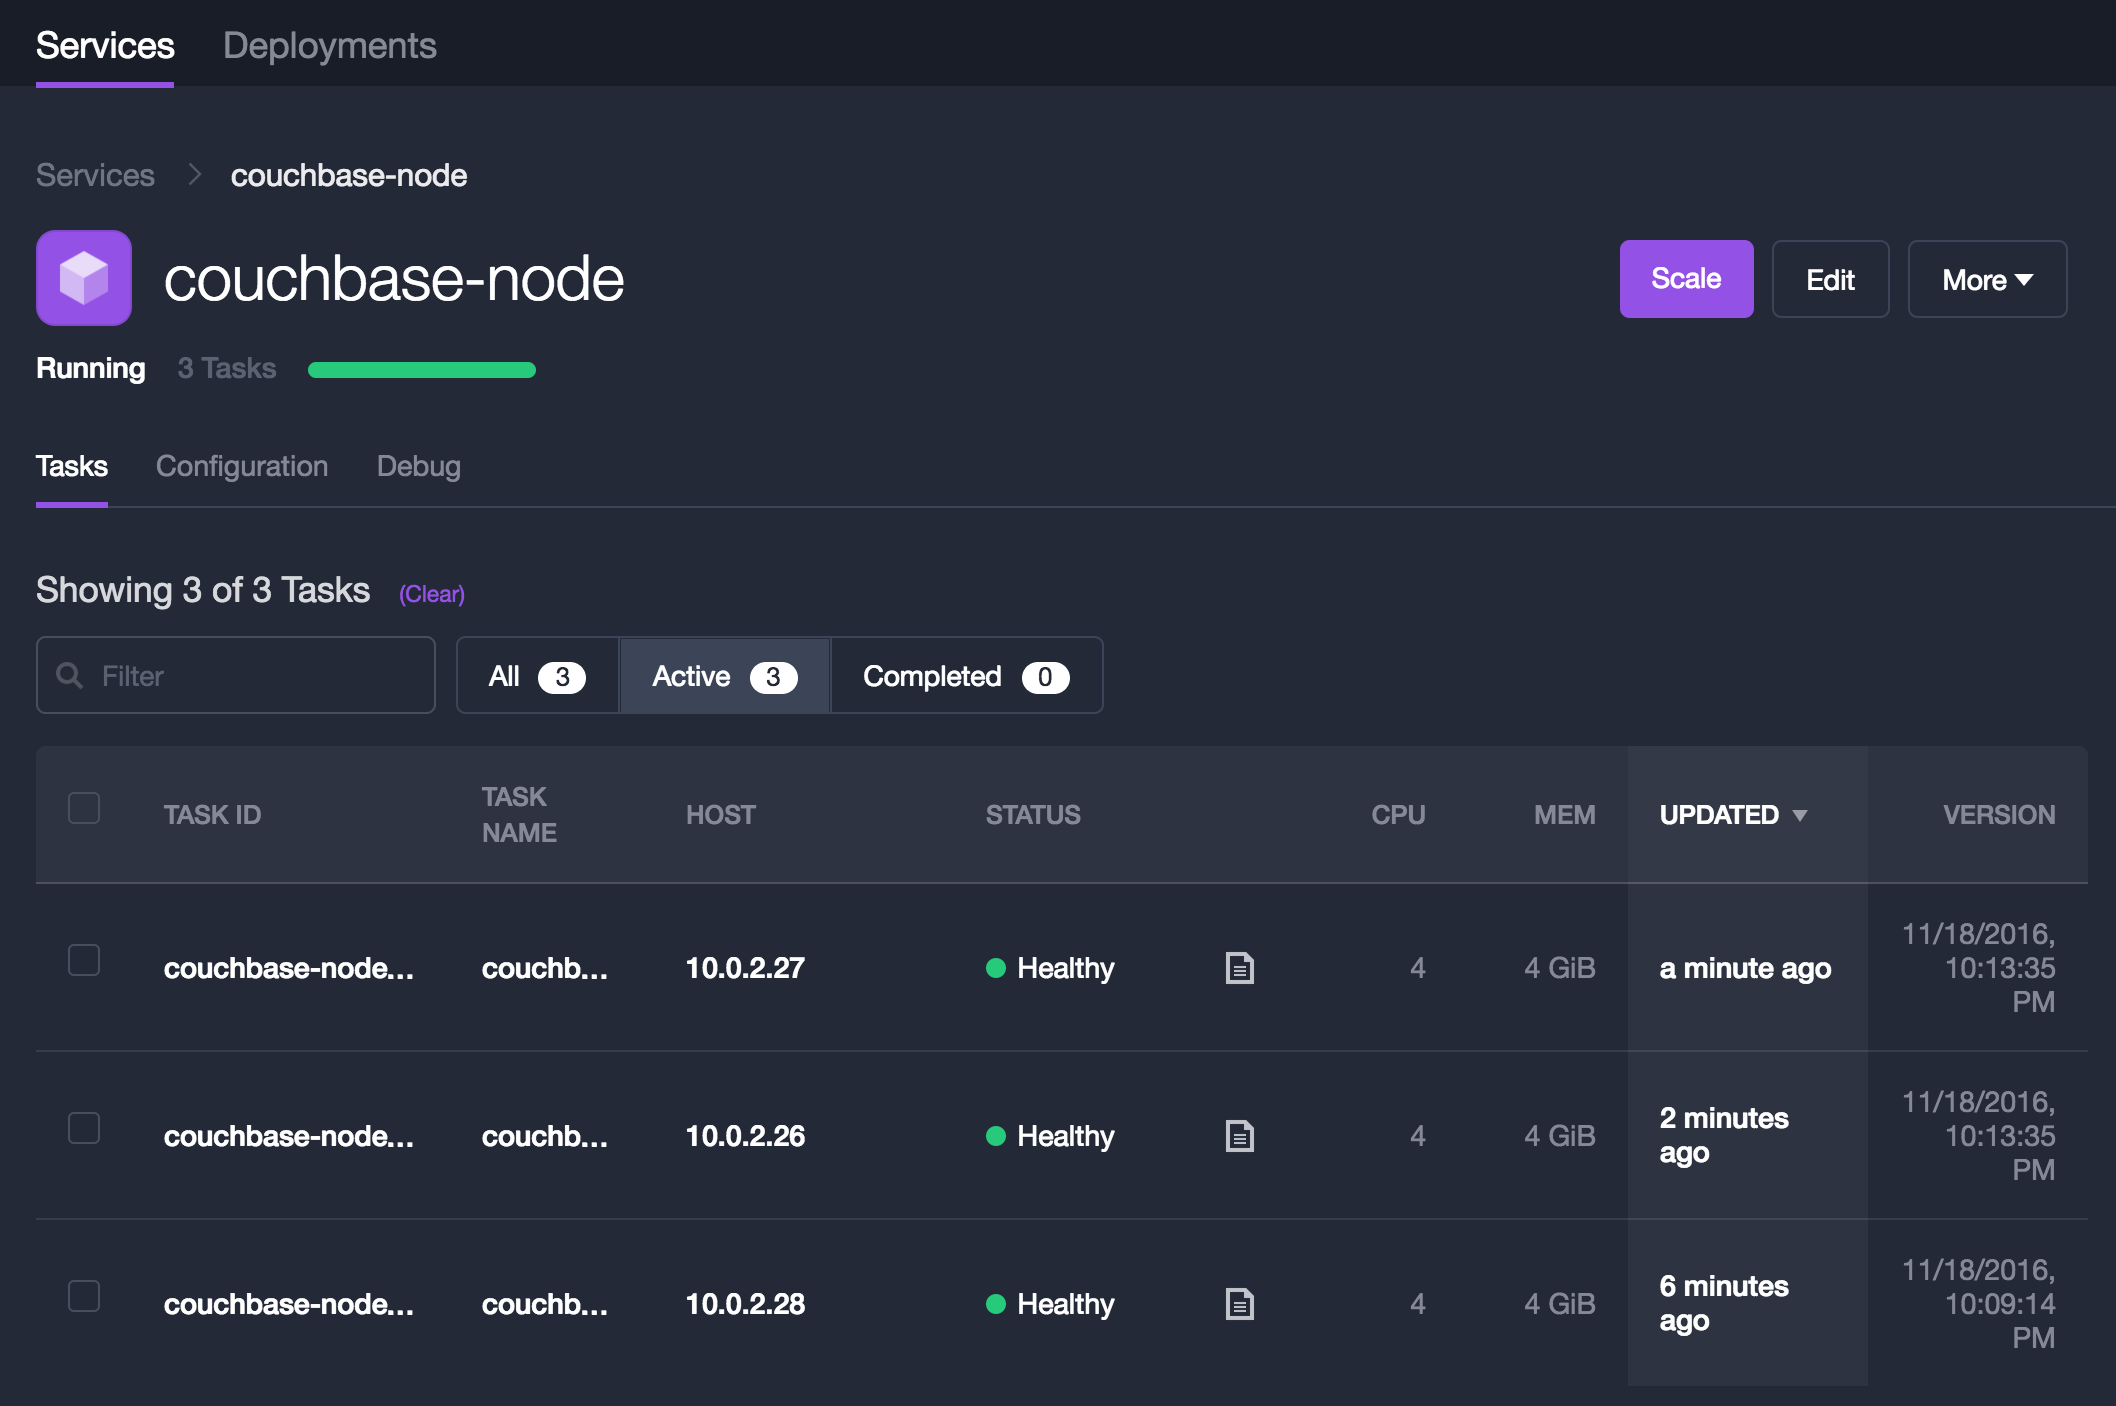 Services Deployments
Services couchbase-node
couchbase-node
Scale Edit More
Running 3 Tasks
Tasks Configuration Debug
Showing 3 of 3 Tasks (Clear)
Filter All 3 Active 3 Completed 0
TASK ID TASK NAME HOST STATUS CPU MEM UPDATED VERSION
couchbase-node... couchb... 10.0.2.27 Healthy 4 4 GiB a minute ago 11/18/2016, 10:13:35 PM
couchbase-node... couchb... 10.0.2.26 Healthy 4 4 GiB 2 minutes ago 11/18/2016, 10:13:35 PM
couchbase-node... couchb... 10.0.2.28 Healthy 4 4 GiB 6 minutes ago 11/18/2016, 10:09:14 PM